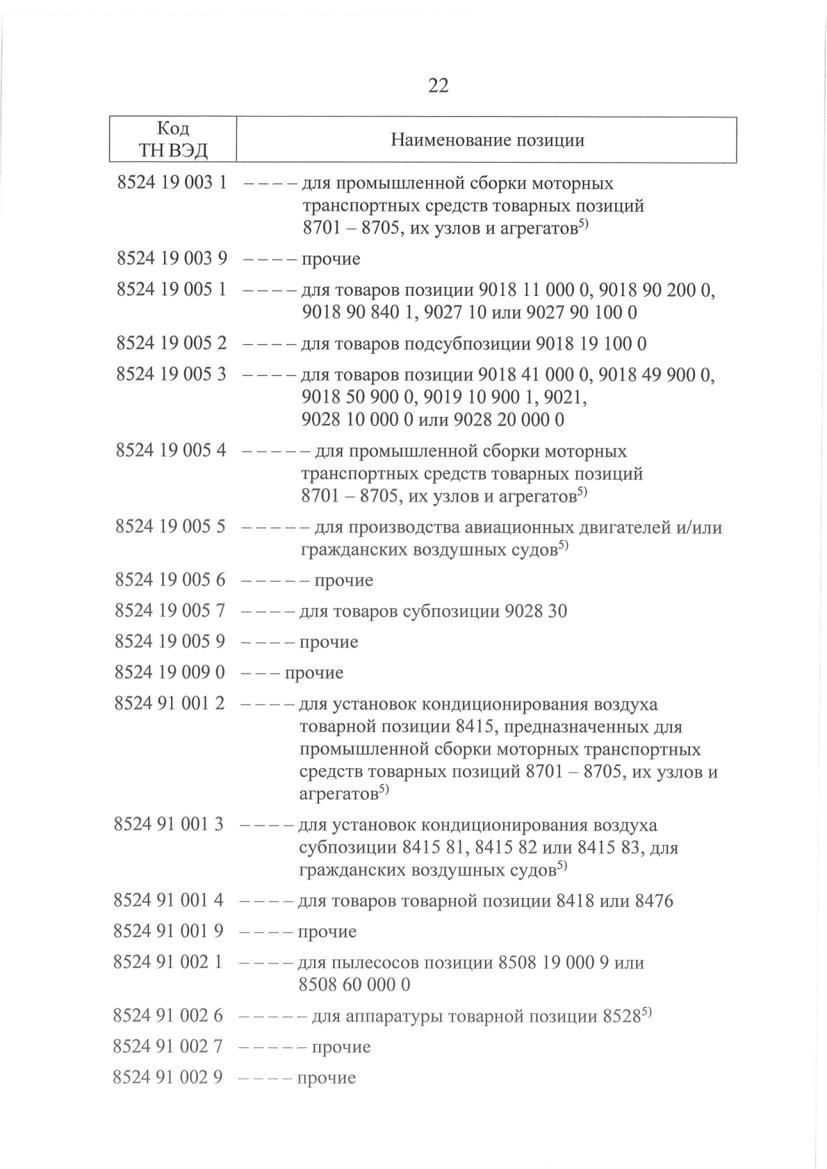 22
Код
ТН ВЭД
Наименование позиции
8524 19 003 1 – – – – для промышленной сборки моторных
транспортных средств товарных позиций
8701 – 8705, их узлов и агрегатов⁵⁾
8524 19 003 9 – – – – прочие
8524 19 005 1 – – – – для товаров позиции 9018 11 000 0, 9018 90 200 0,
9018 90 840 1, 9027 10 или 9027 90 100 0
8524 19 005 2 – – – – для товаров подсубпозиции 9018 19 100 0
8524 19 005 3 – – – – для товаров позиции 9018 41 000 0, 9018 49 900 0,
9018 50 900 0, 9019 10 900 1, 9021,
9028 10 000 0 или 9028 20 000 0
8524 19 005 4 – – – – – для промышленной сборки моторных
транспортных средств товарных позиций
8701 – 8705, их узлов и агрегатов⁵⁾
8524 19 005 5 – – – – – для производства авиационных двигателей и/или
гражданских воздушных судов⁵⁾
8524 19 005 6 – – – – – прочие
8524 19 005 7 – – – – для товаров субпозиции 9028 30
8524 19 005 9 – – – – прочие
8524 19 009 0 – – – прочие
8524 91 001 2 – – – – для установок кондиционирования воздуха
товарной позиции 8415, предназначенных для
промышленной сборки моторных транспортных
средств товарных позиций 8701 – 8705, их узлов и
агрегатов⁵⁾
8524 91 001 3 – – – – для установок кондиционирования воздуха
субпозиции 8415 81, 8415 82 или 8415 83, для
гражданских воздушных судов⁵⁾
8524 91 001 4 – – – – для товаров товарной позиции 8418 или 8476
8524 91 001 9 – – – – прочие
8524 91 002 1 – – – – для пылесосов позиции 8508 19 000 9 или
8508 60 000 0
8524 91 002 6 – – – – – для аппаратуры товарной позиции 8528⁵⁾
8524 91 002 7 – – – – – прочие
8524 91 002 9 – – – – прочие